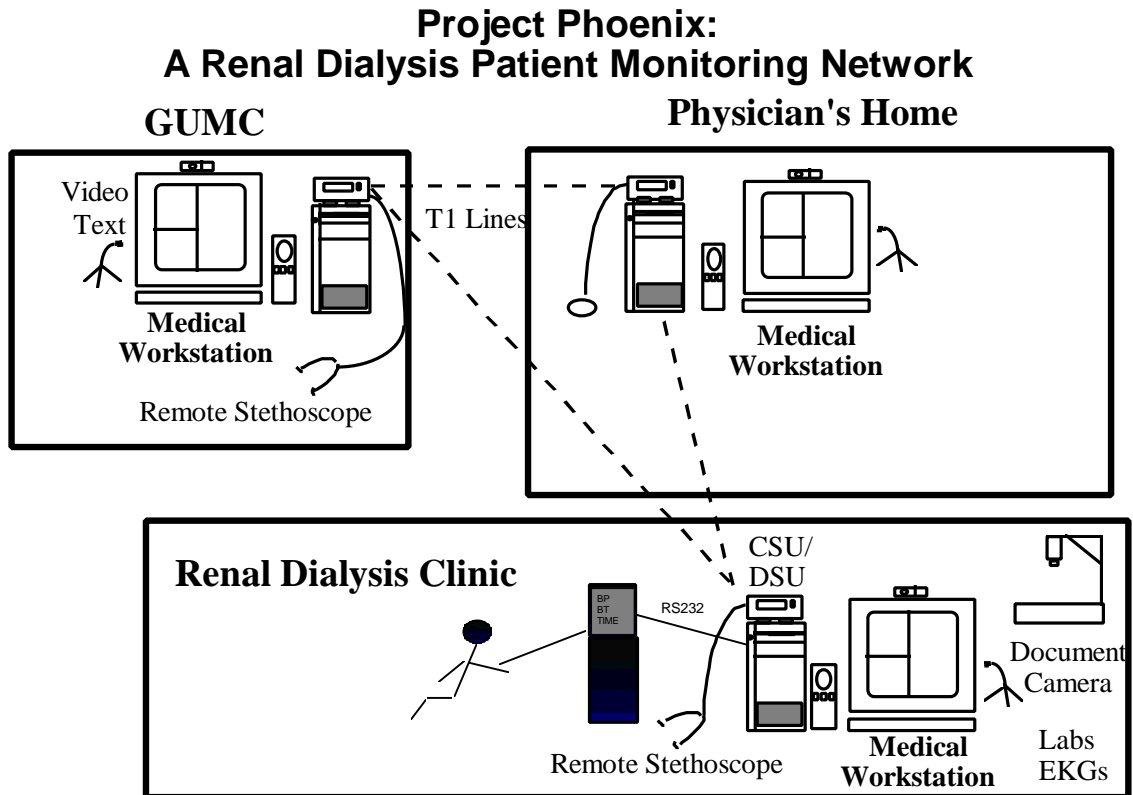 Project Phoenix:
A Renal Dialysis Patient Monitoring Network
GUMC
Video
Text
Medical
Workstation
Remote Stethoscope
T1 Lines
Physician's Home
Medical
Workstation
Renal Dialysis Clinic
BP
BT
TIME
RS232
CSU/
DSU
Remote Stethoscope
Medical
Workstation
Document
Camera
Labs
EKGs